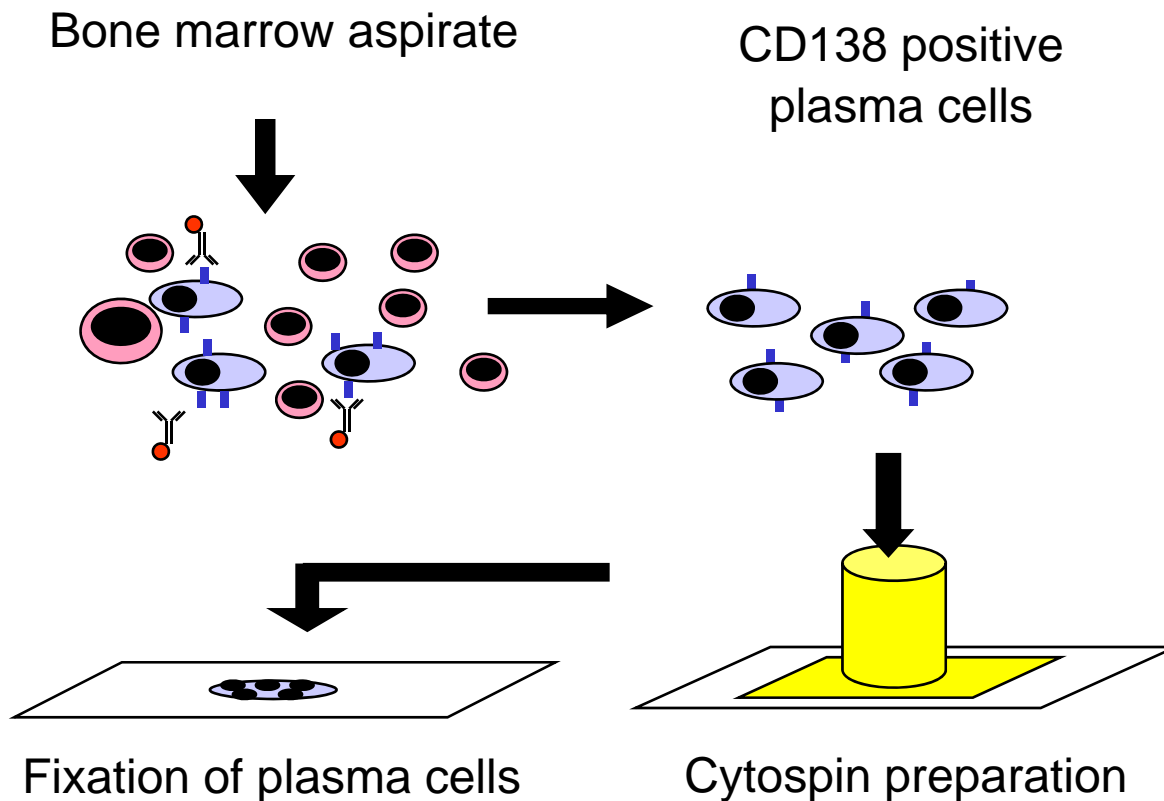 Bone marrow aspirate
CD138 positive
plasma cells
Fixation of plasma cells
Cytospin preparation